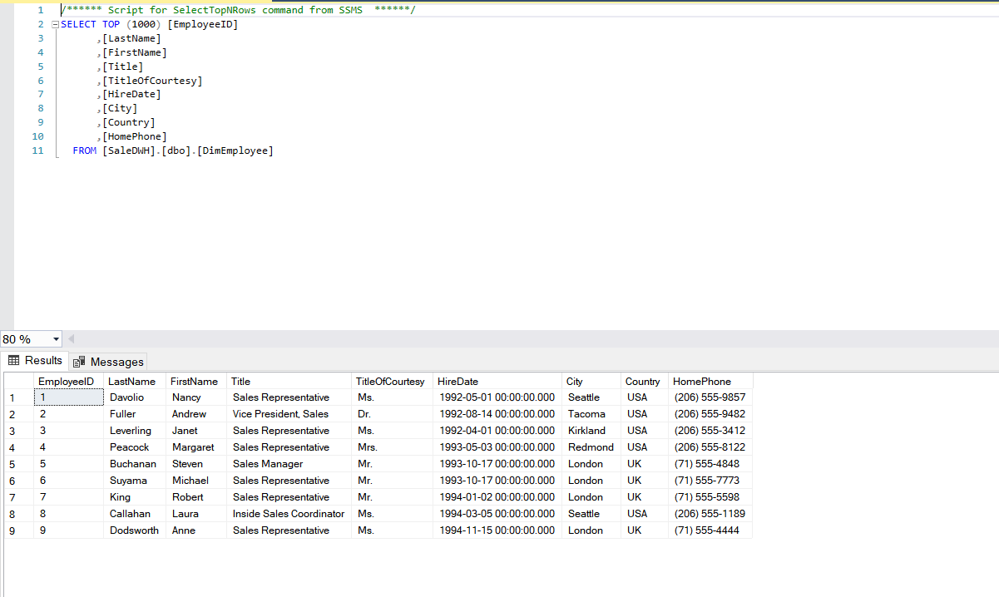 1 /****** Script for SelectTopNRows command from SSMS  ******/
2 SELECT TOP (1000) [EmployeeID]
3 ,[LastName]
4 ,[FirstName]
5 ,[Title]
6 ,[TitleOfCourtesy]
7 ,[HireDate]
8 ,[City]
9 ,[Country]
10 ,[HomePhone]
11 FROM [SaleDWH].[dbo].[DimEmployee]
80 %
Results Messages
EmployeeID LastName FirstName Title TitleOfCourtesy HireDate City Country HomePhone
1 1 Davolio Nancy Sales Representative Ms. 1992-05-01 00:00:00.000 Seattle USA (206) 555-9857
2 2 Fuller Andrew Vice President, Sales Dr. 1992-08-14 00:00:00.000 Tacoma USA (206) 555-9482
3 3 Leverling Janet Sales Representative Ms. 1992-04-01 00:00:00.000 Kirkland USA (206) 555-3412
4 4 Peacock Margaret Sales Representative Mrs. 1993-05-03 00:00:00.000 Redmond USA (206) 555-8122
5 5 Buchanan Steven Sales Manager Mr. 1993-10-17 00:00:00.000 London UK (71) 555-4848
6 6 Suyama Michael Sales Representative Mr. 1993-10-17 00:00:00.000 London UK (71) 555-7773
7 7 King Robert Sales Representative Mr. 1994-01-02 00:00:00.000 London UK (71) 555-5598
8 8 Callahan Laura Inside Sales Coordinator Ms. 1994-03-05 00:00:00.000 Seattle USA (206) 555-1189
9 9 Dodsworth Anne Sales Representative Ms. 1994-11-15 00:00:00.000 London UK (71) 555-4444